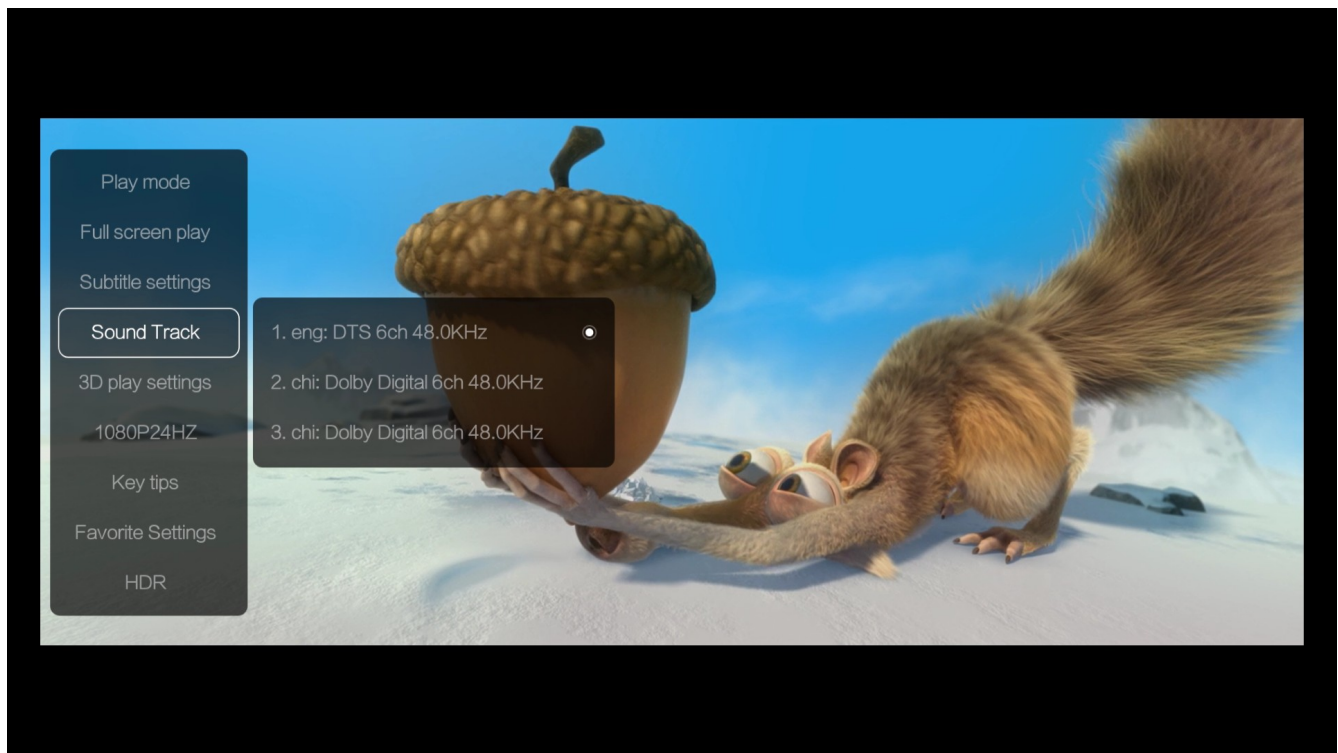 Play mode
Full screen play
Subtitle settings
Sound Track
3D play settings
1080P24HZ
Key tips
Favorite Settings
HDR
1. eng: DTS 6ch 48.0KHz
2. chi: Dolby Digital 6ch 48.0KHz
3. chi: Dolby Digital 6ch 48.0KHz